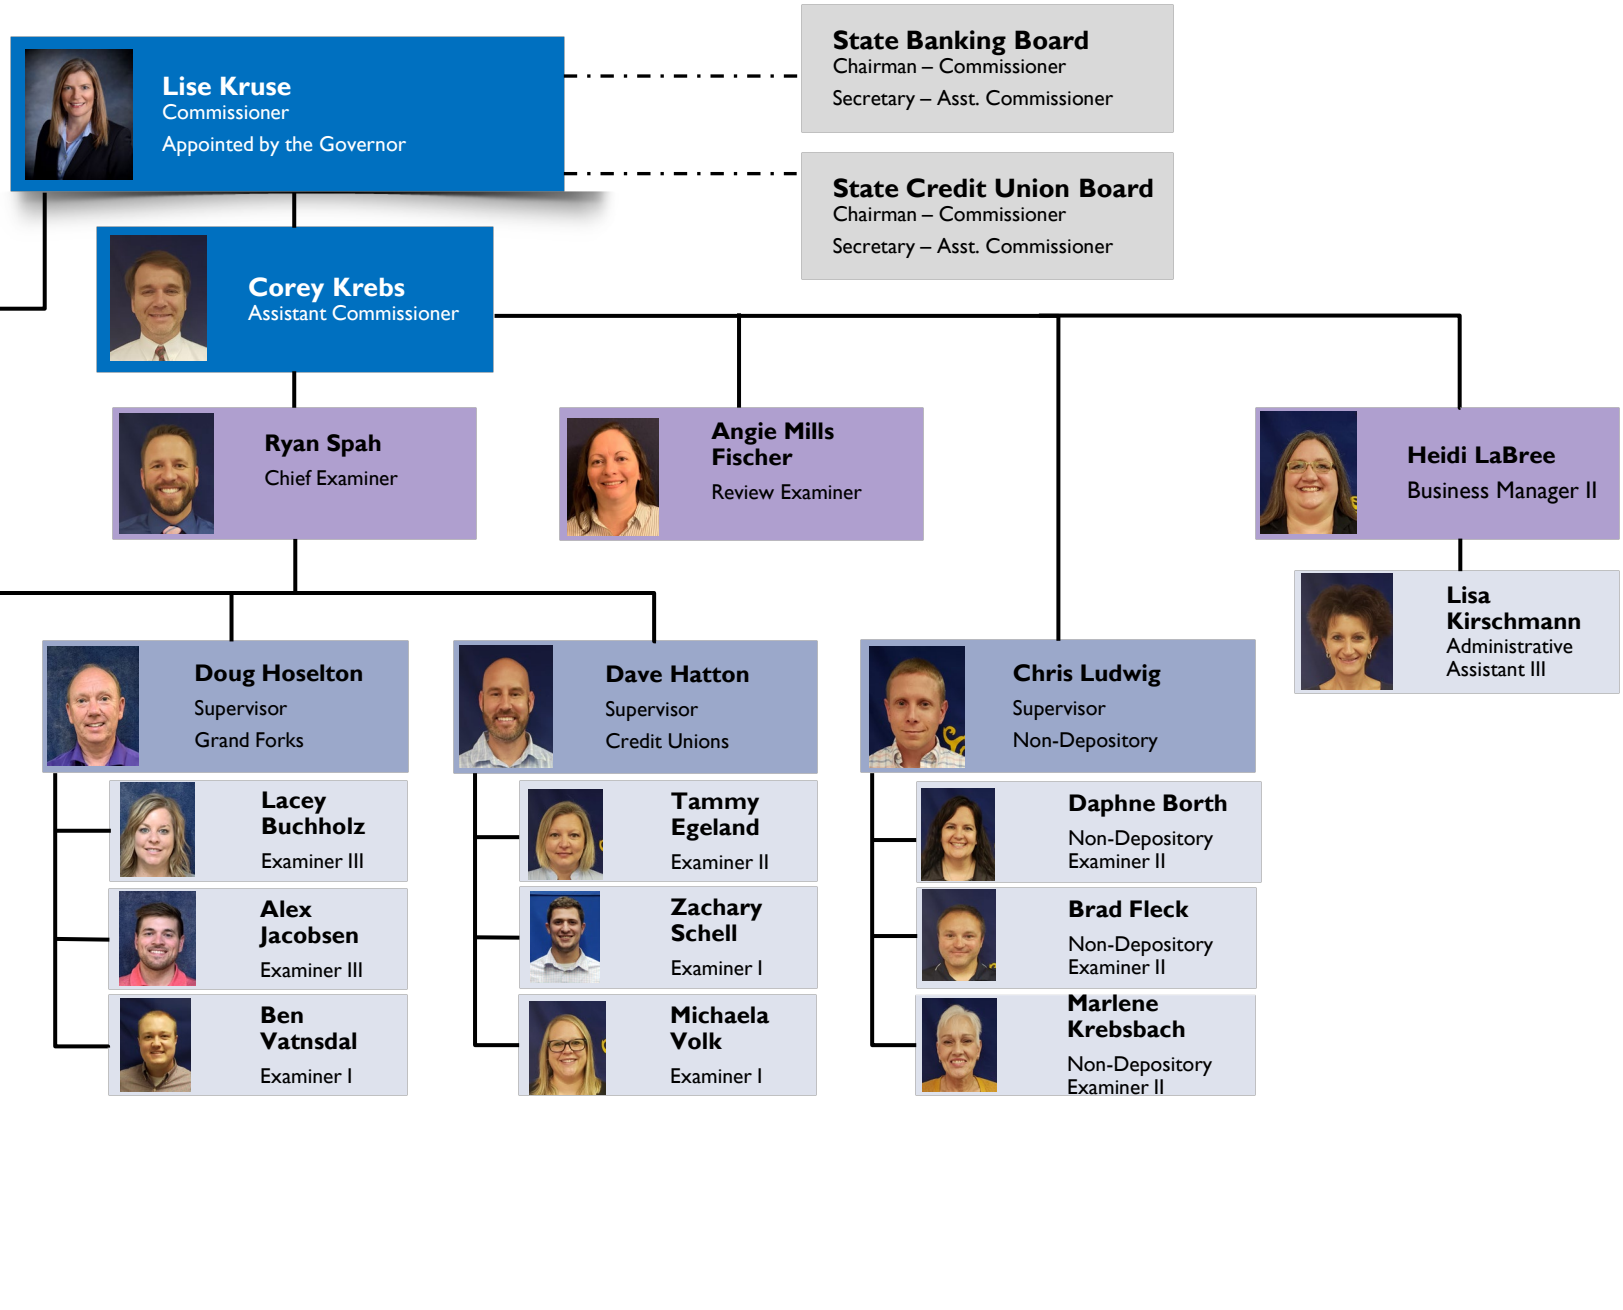 Lise Kruse
Commissioner
Appointed by the Governor
State Banking Board
Chairman – Commissioner
Secretary – Asst. Commissioner
State Credit Union Board
Chairman – Commissioner
Secretary – Asst. Commissioner
Corey Krebs
Assistant Commissioner
Ryan Spah
Chief Examiner
Angie Mills
Fischer
Review Examiner
Heidi LaBree
Business Manager II
Lisa
Kirschmann
Administrative
Assistant III
Doug Hoselton
Supervisor
Grand Forks
Lacey
Buchholz
Examiner III
Alex
Jacobsen
Examiner III
Ben
Vatnsdal
Examiner I
Dave Hatton
Supervisor
Credit Unions
Tammy
Egeland
Examiner II
Zachary
Schell
Examiner I
Michaela
Volk
Examiner I
Chris Ludwig
Supervisor
Non-Depository
Daphne Borth
Non-Depository
Examiner II
Brad Fleck
Non-Depository
Examiner II
Marlene
Krebsbach
Non-Depository
Examiner II